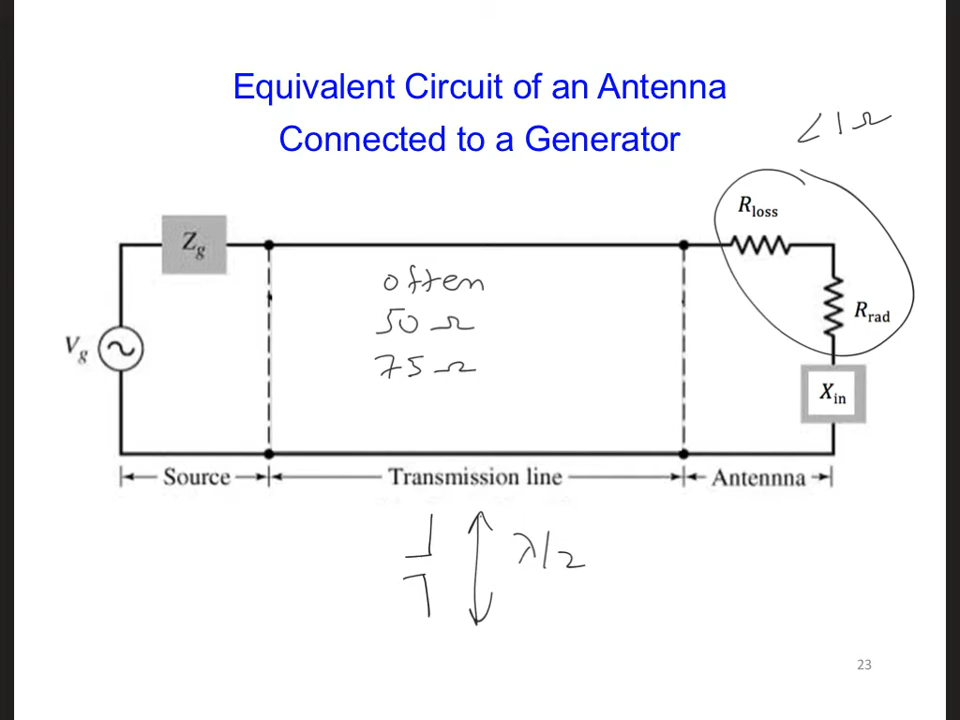 Equivalent Circuit of an Antenna
Connected to a Generator
<1Ω
R_loss
Z_g
often
50 Ω
75 Ω
R_rad
V_g
X_in
Source
Transmission line
Antennna
λ/2
23